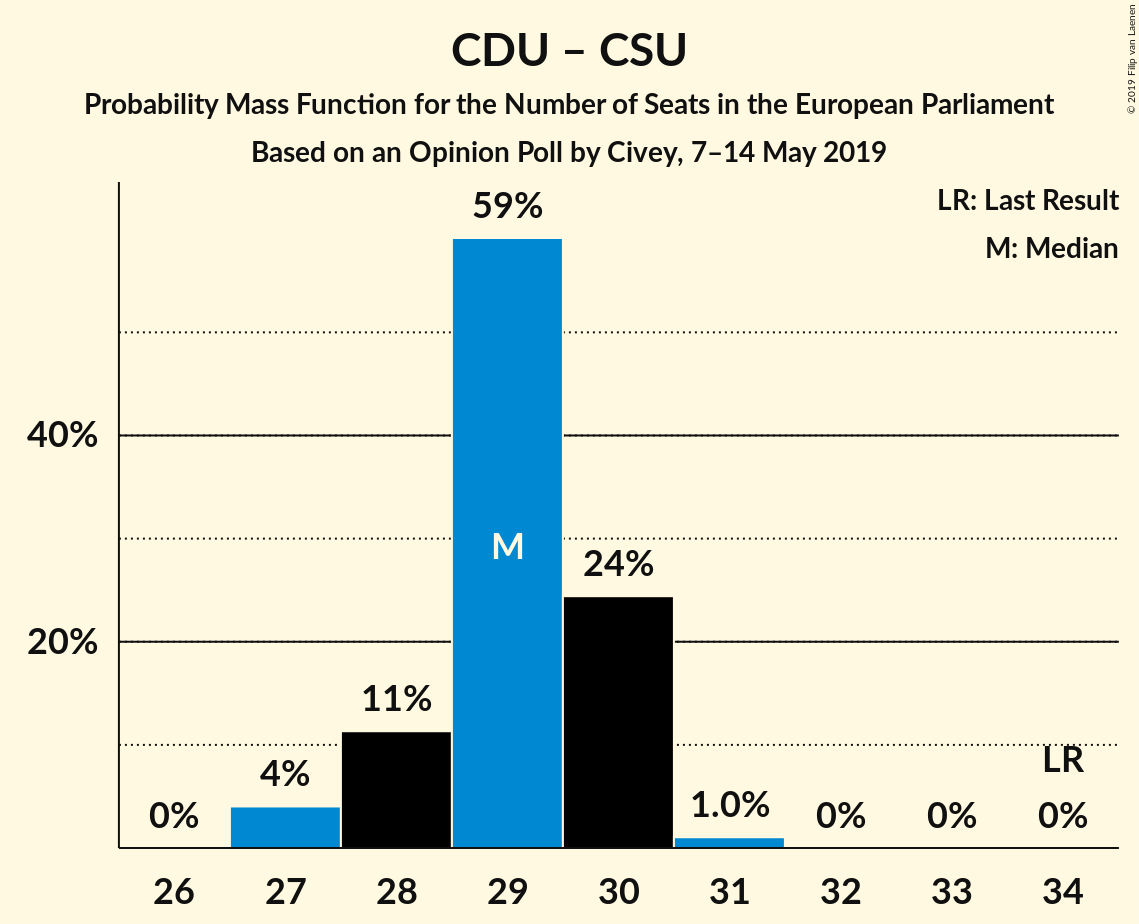 CDU – CSU
Probability Mass Function for the Number of Seats in the European Parliament
Based on an Opinion Poll by Civey, 7–14 May 2019
© 2019 Filip van Laenen
LR: Last Result
M: Median
59%
40%
M
24%
20%
11%
4%
LR
0%
1.0%
0%
0%
0%
26 27 28 29 30 31 32 33 34